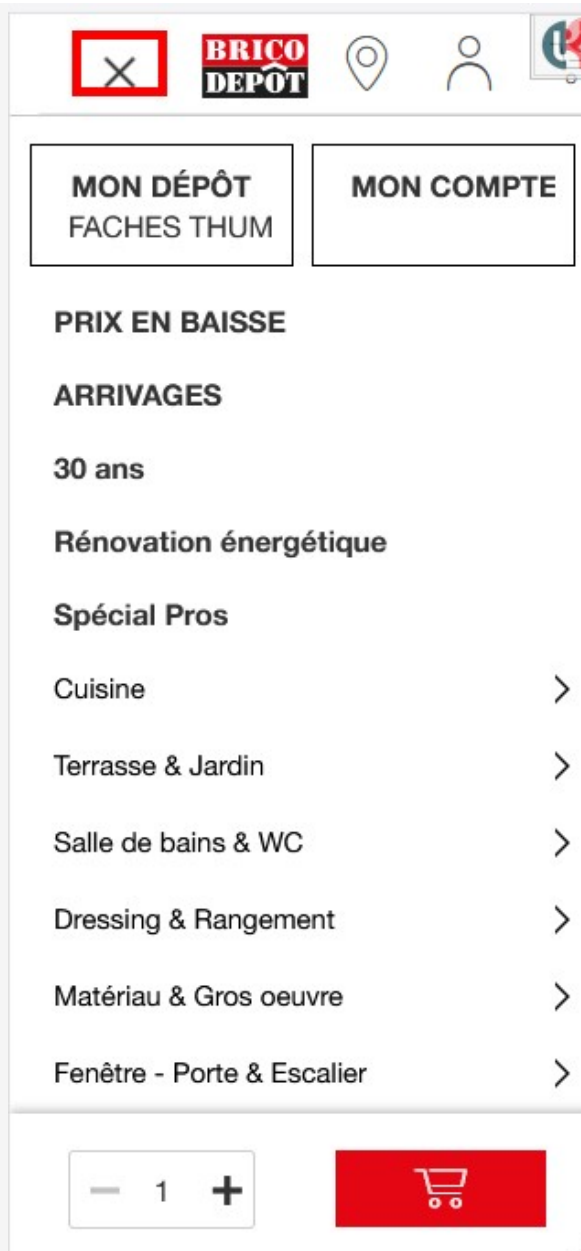 BRICO
DEPÔT
MON DÉPÔT
FACHES THUM
MON COMPTE
PRIX EN BAISSE
ARRIVAGES
30 ans
Rénovation énergétique
Spécial Pros
Cuisine
Terrasse & Jardin
Salle de bains & WC
Dressing & Rangement
Matériau & Gros oeuvre
Fenêtre - Porte & Escalier
1